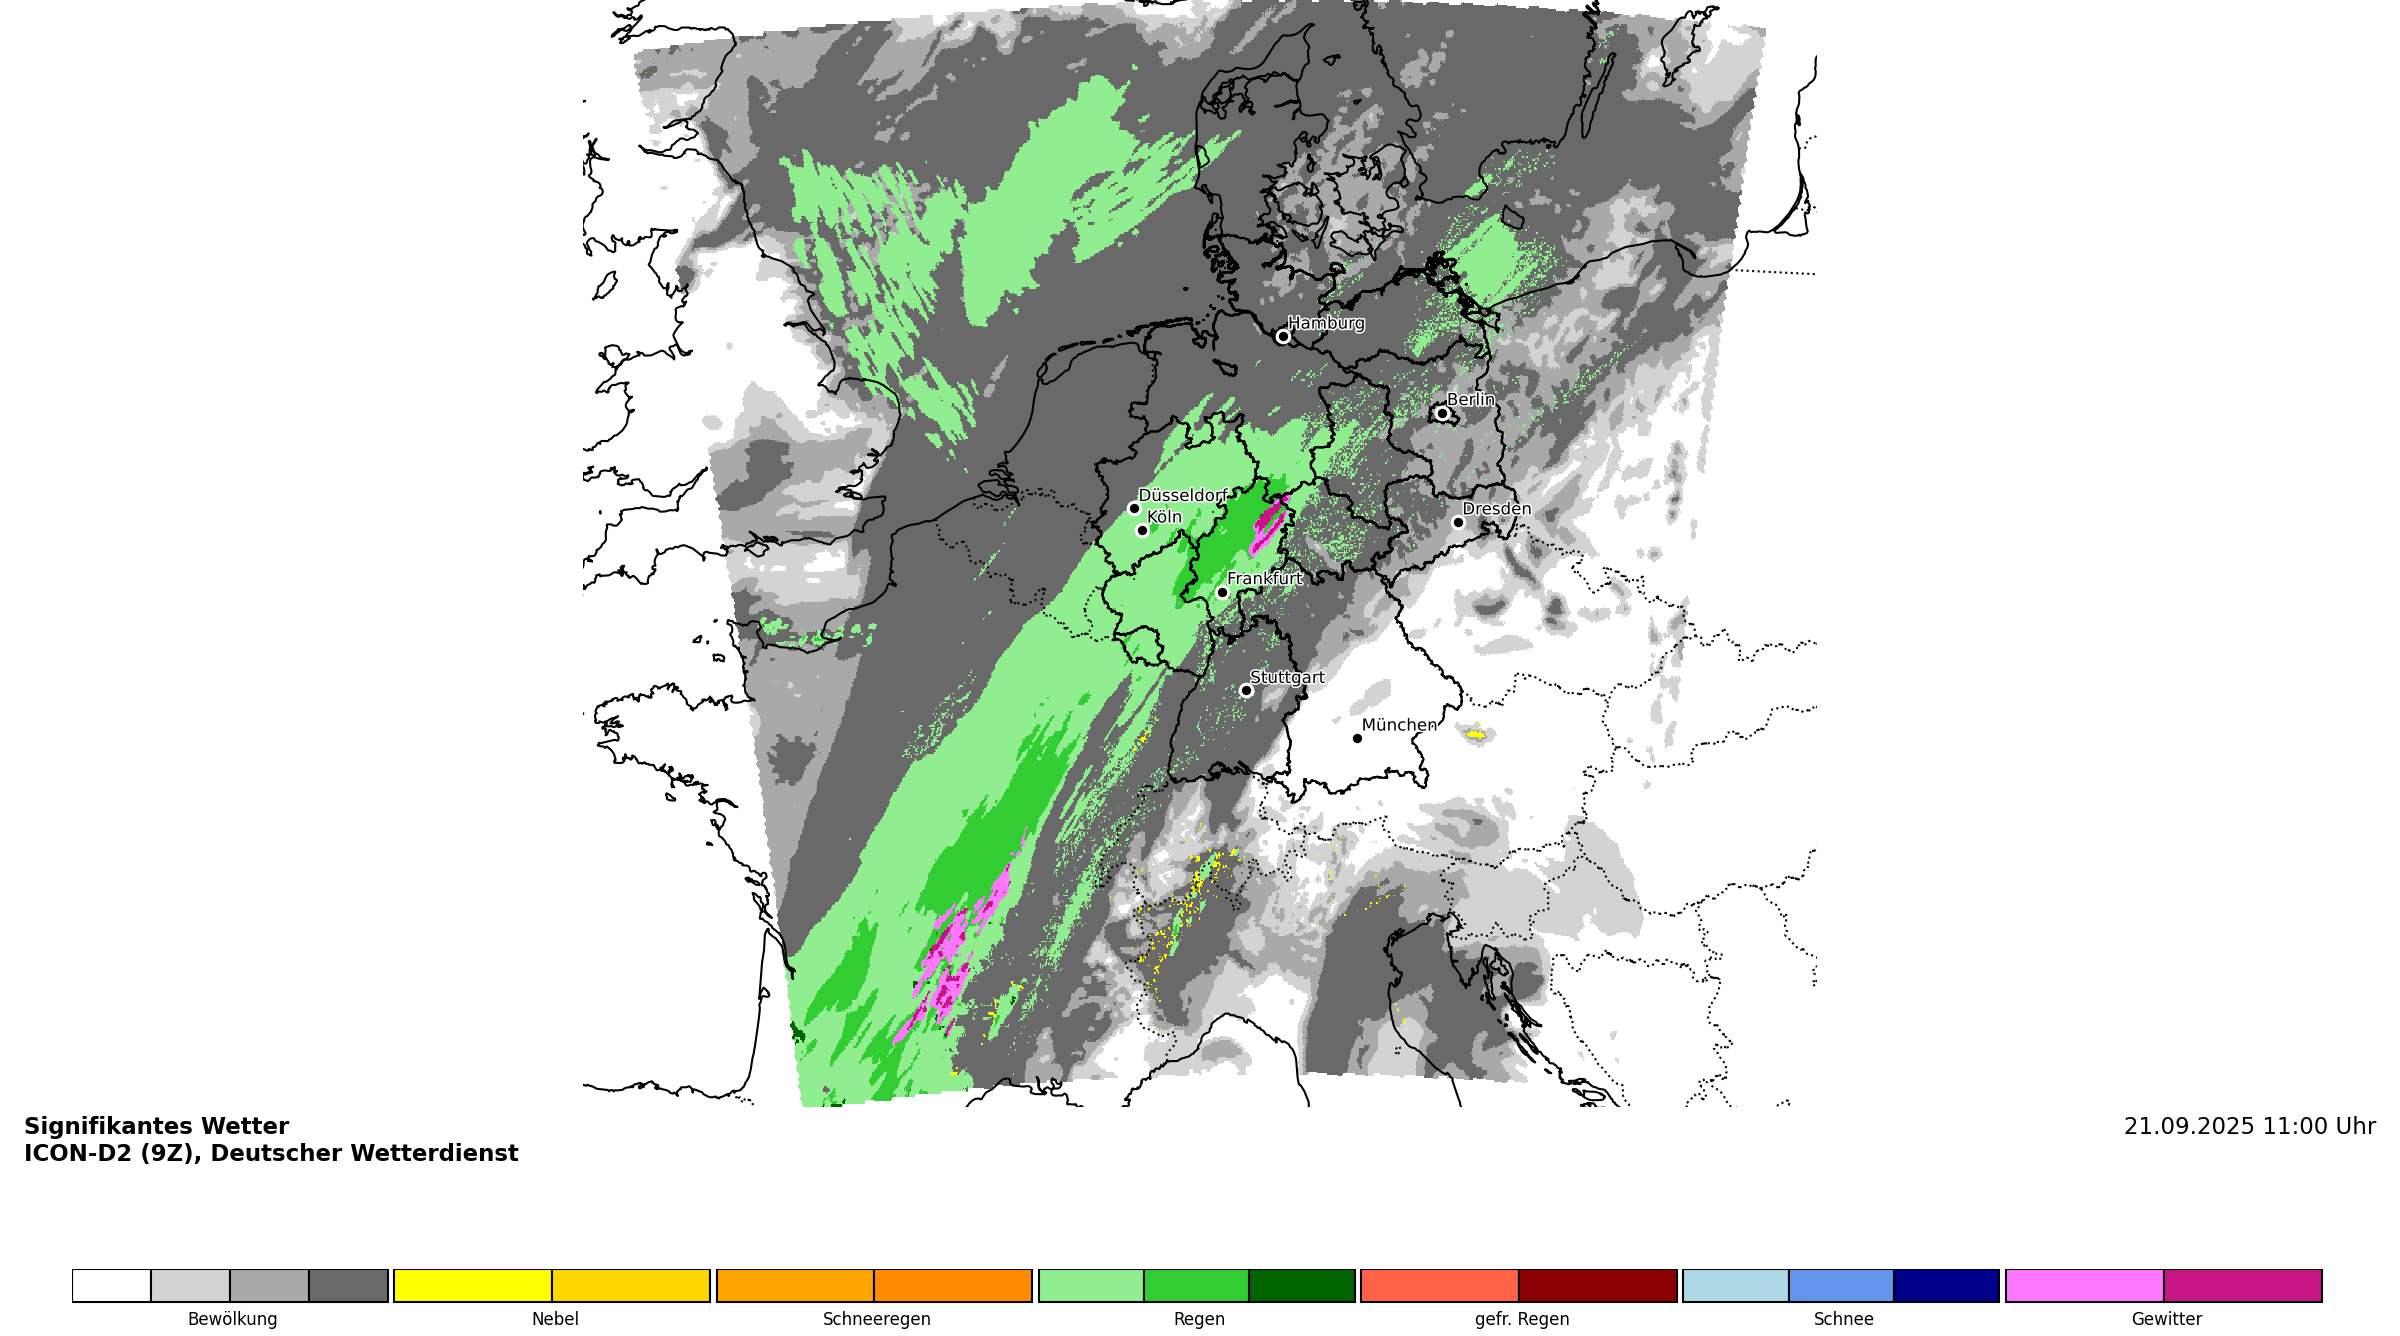 Hamburg
Berlin
Düsseldorf
Köln
Dresden
Frankfurt
Stuttgart
München
Signifikantes Wetter
ICON-D2 (9Z), Deutscher Wetterdienst
21.09.2025 11:00 Uhr
Bewölkung
Nebel
Schneeregen
Regen
gefr. Regen
Schnee
Gewitter